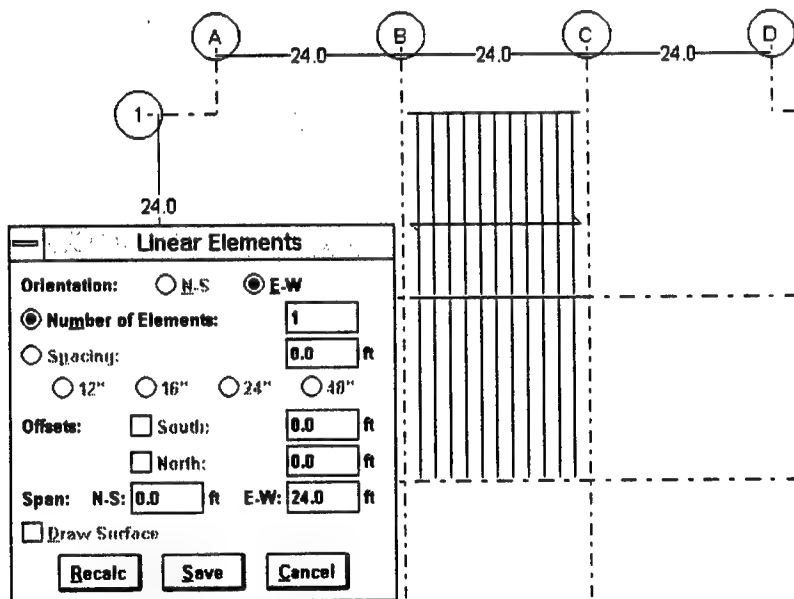 A B C D
24.0 24.0 24.0
1
24.0
Linear Elements
Orientation: N-S E-W
Number of Elements: 1
Spacing: 0.0 ft
12" 16" 24" 48"
Offsets: South: 0.0 ft
North: 0.0 ft
Span: N-S: 0.0 ft E-W: 24.0 ft
Draw Surface
Recalc Save Cancel